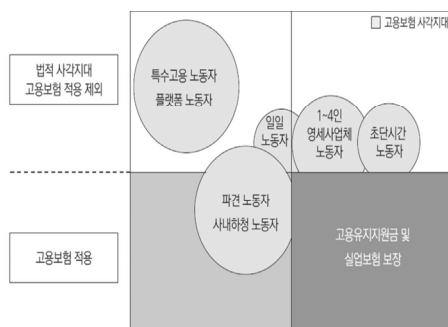 고용보험 사각지대
법적 사각지대
고용보험 적용 제외
특수고용 노동자
플랫폼 노동자
일일
노동자
1~4인
영세사업체
노동자
초단시간
노동자
파견 노동자
사내하청 노동자
고용보험 적용
고용유지지원금 및
실업보험 보장